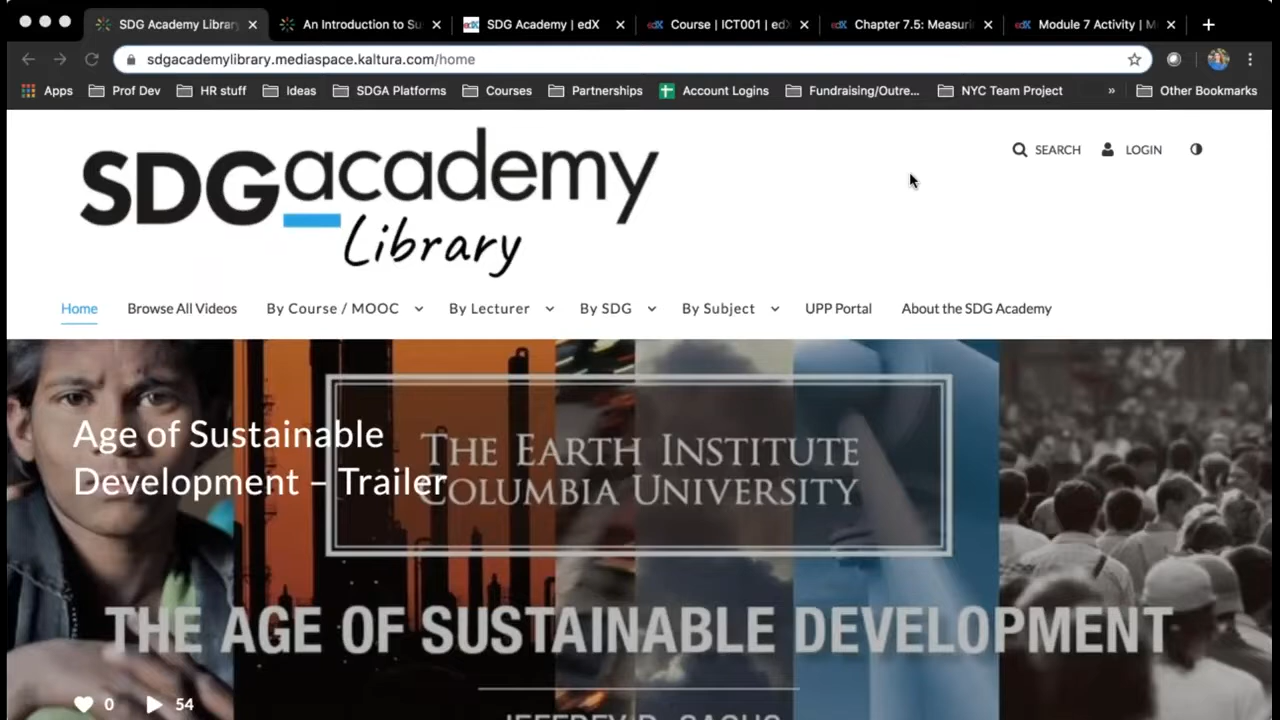 SDG Academy Library
An Introduction to Su
SDG Academy | edX
Course | ICT001 | ed
Chapter 7.5: Measuri
Module 7 Activity | M
sdgacademylibrary.mediaspace.kaltura.com/home
Apps Prof Dev HR stuff Ideas SDGA Platforms Courses Partnerships Account Logins Fundraising/Outre... NYC Team Project » Other Bookmarks
SDGacademy
Library
SEARCH LOGIN
Home Browse All Videos By Course / MOOC By Lecturer By SDG By Subject UPP Portal About the SDG Academy
Age of Sustainable
Development – Trailer
THE EARTH INSTITUTE
COLUMBIA UNIVERSITY
THE AGE OF SUSTAINABLE DEVELOPMENT
0 54
JEFFREY D. SACHS